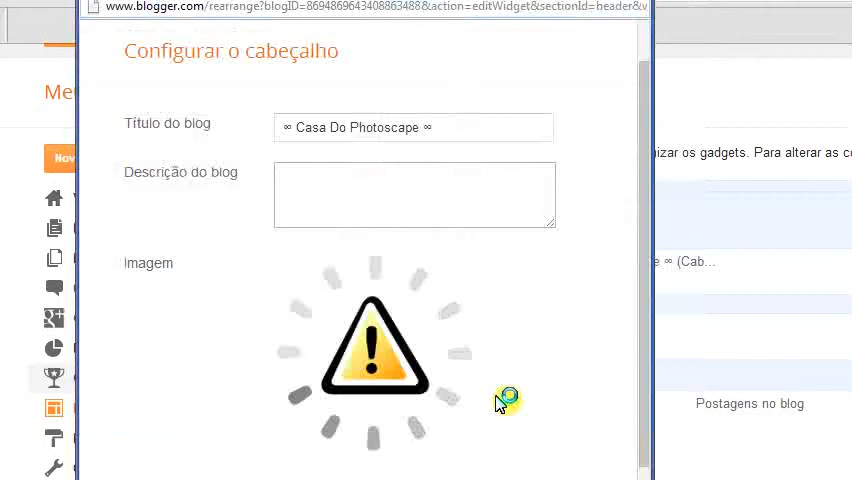 www.blogger.com/rearrange?blogID=869486964340886348&action=editWidget&sectionId=header&w
Configurar o cabeçalho
Me
Título do blog
∞ Casa Do Photoscape ∞
Nov
izar os gadgets. Para alterar as c
Descrição do blog
Imagem
e ∞ (Cab...
Postagens no blog